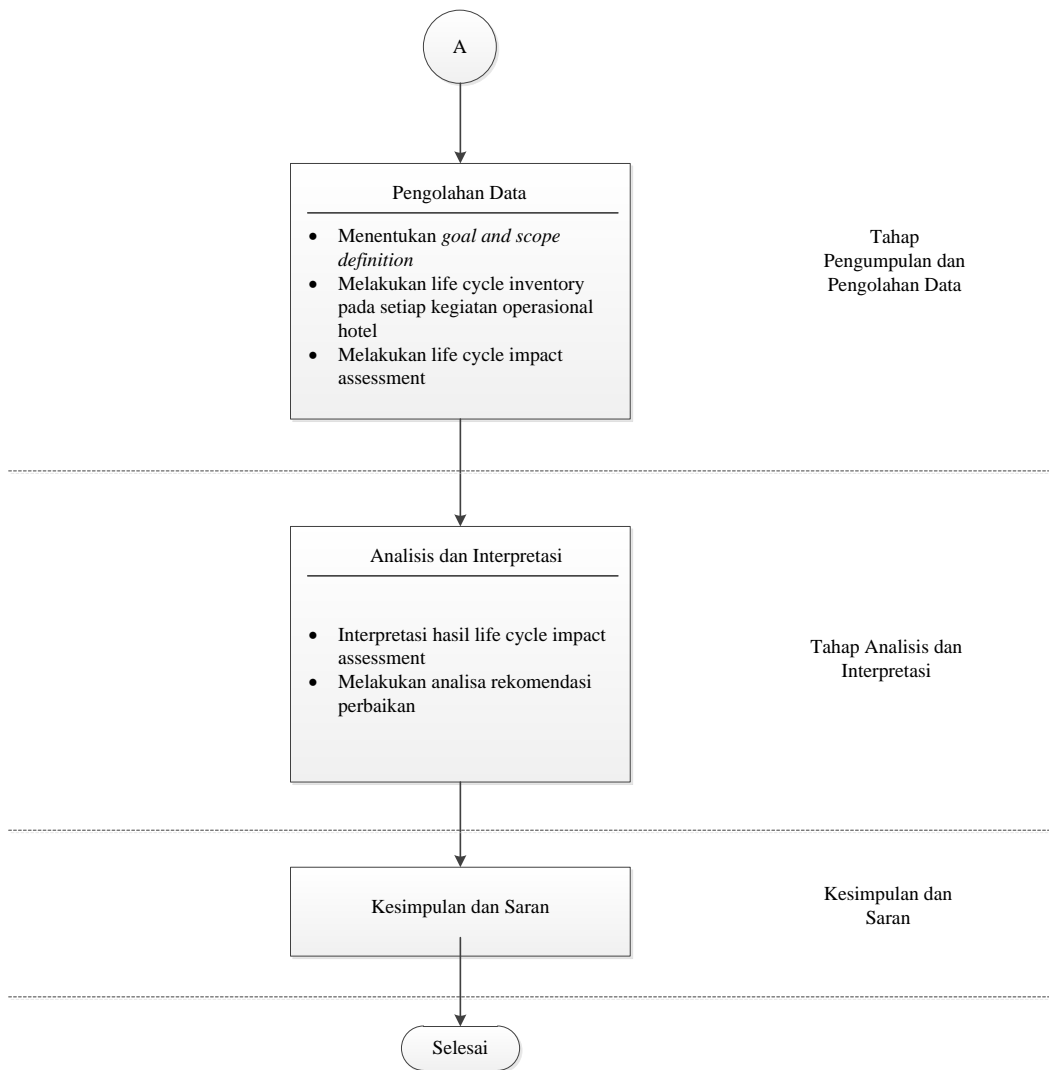 A
Pengolahan Data
• Menentukan goal and scope
definition
• Melakukan life cycle inventory
pada setiap kegiatan operasional
hotel
• Melakukan life cycle impact
assessment
Tahap
Pengumpulan dan
Pengolahan Data
Analisis dan Interpretasi
• Interpretasi hasil life cycle impact
assessment
• Melakukan analisa rekomendasi
perbaikan
Tahap Analisis dan
Interpretasi
Kesimpulan dan Saran
Kesimpulan dan
Saran
Selesai